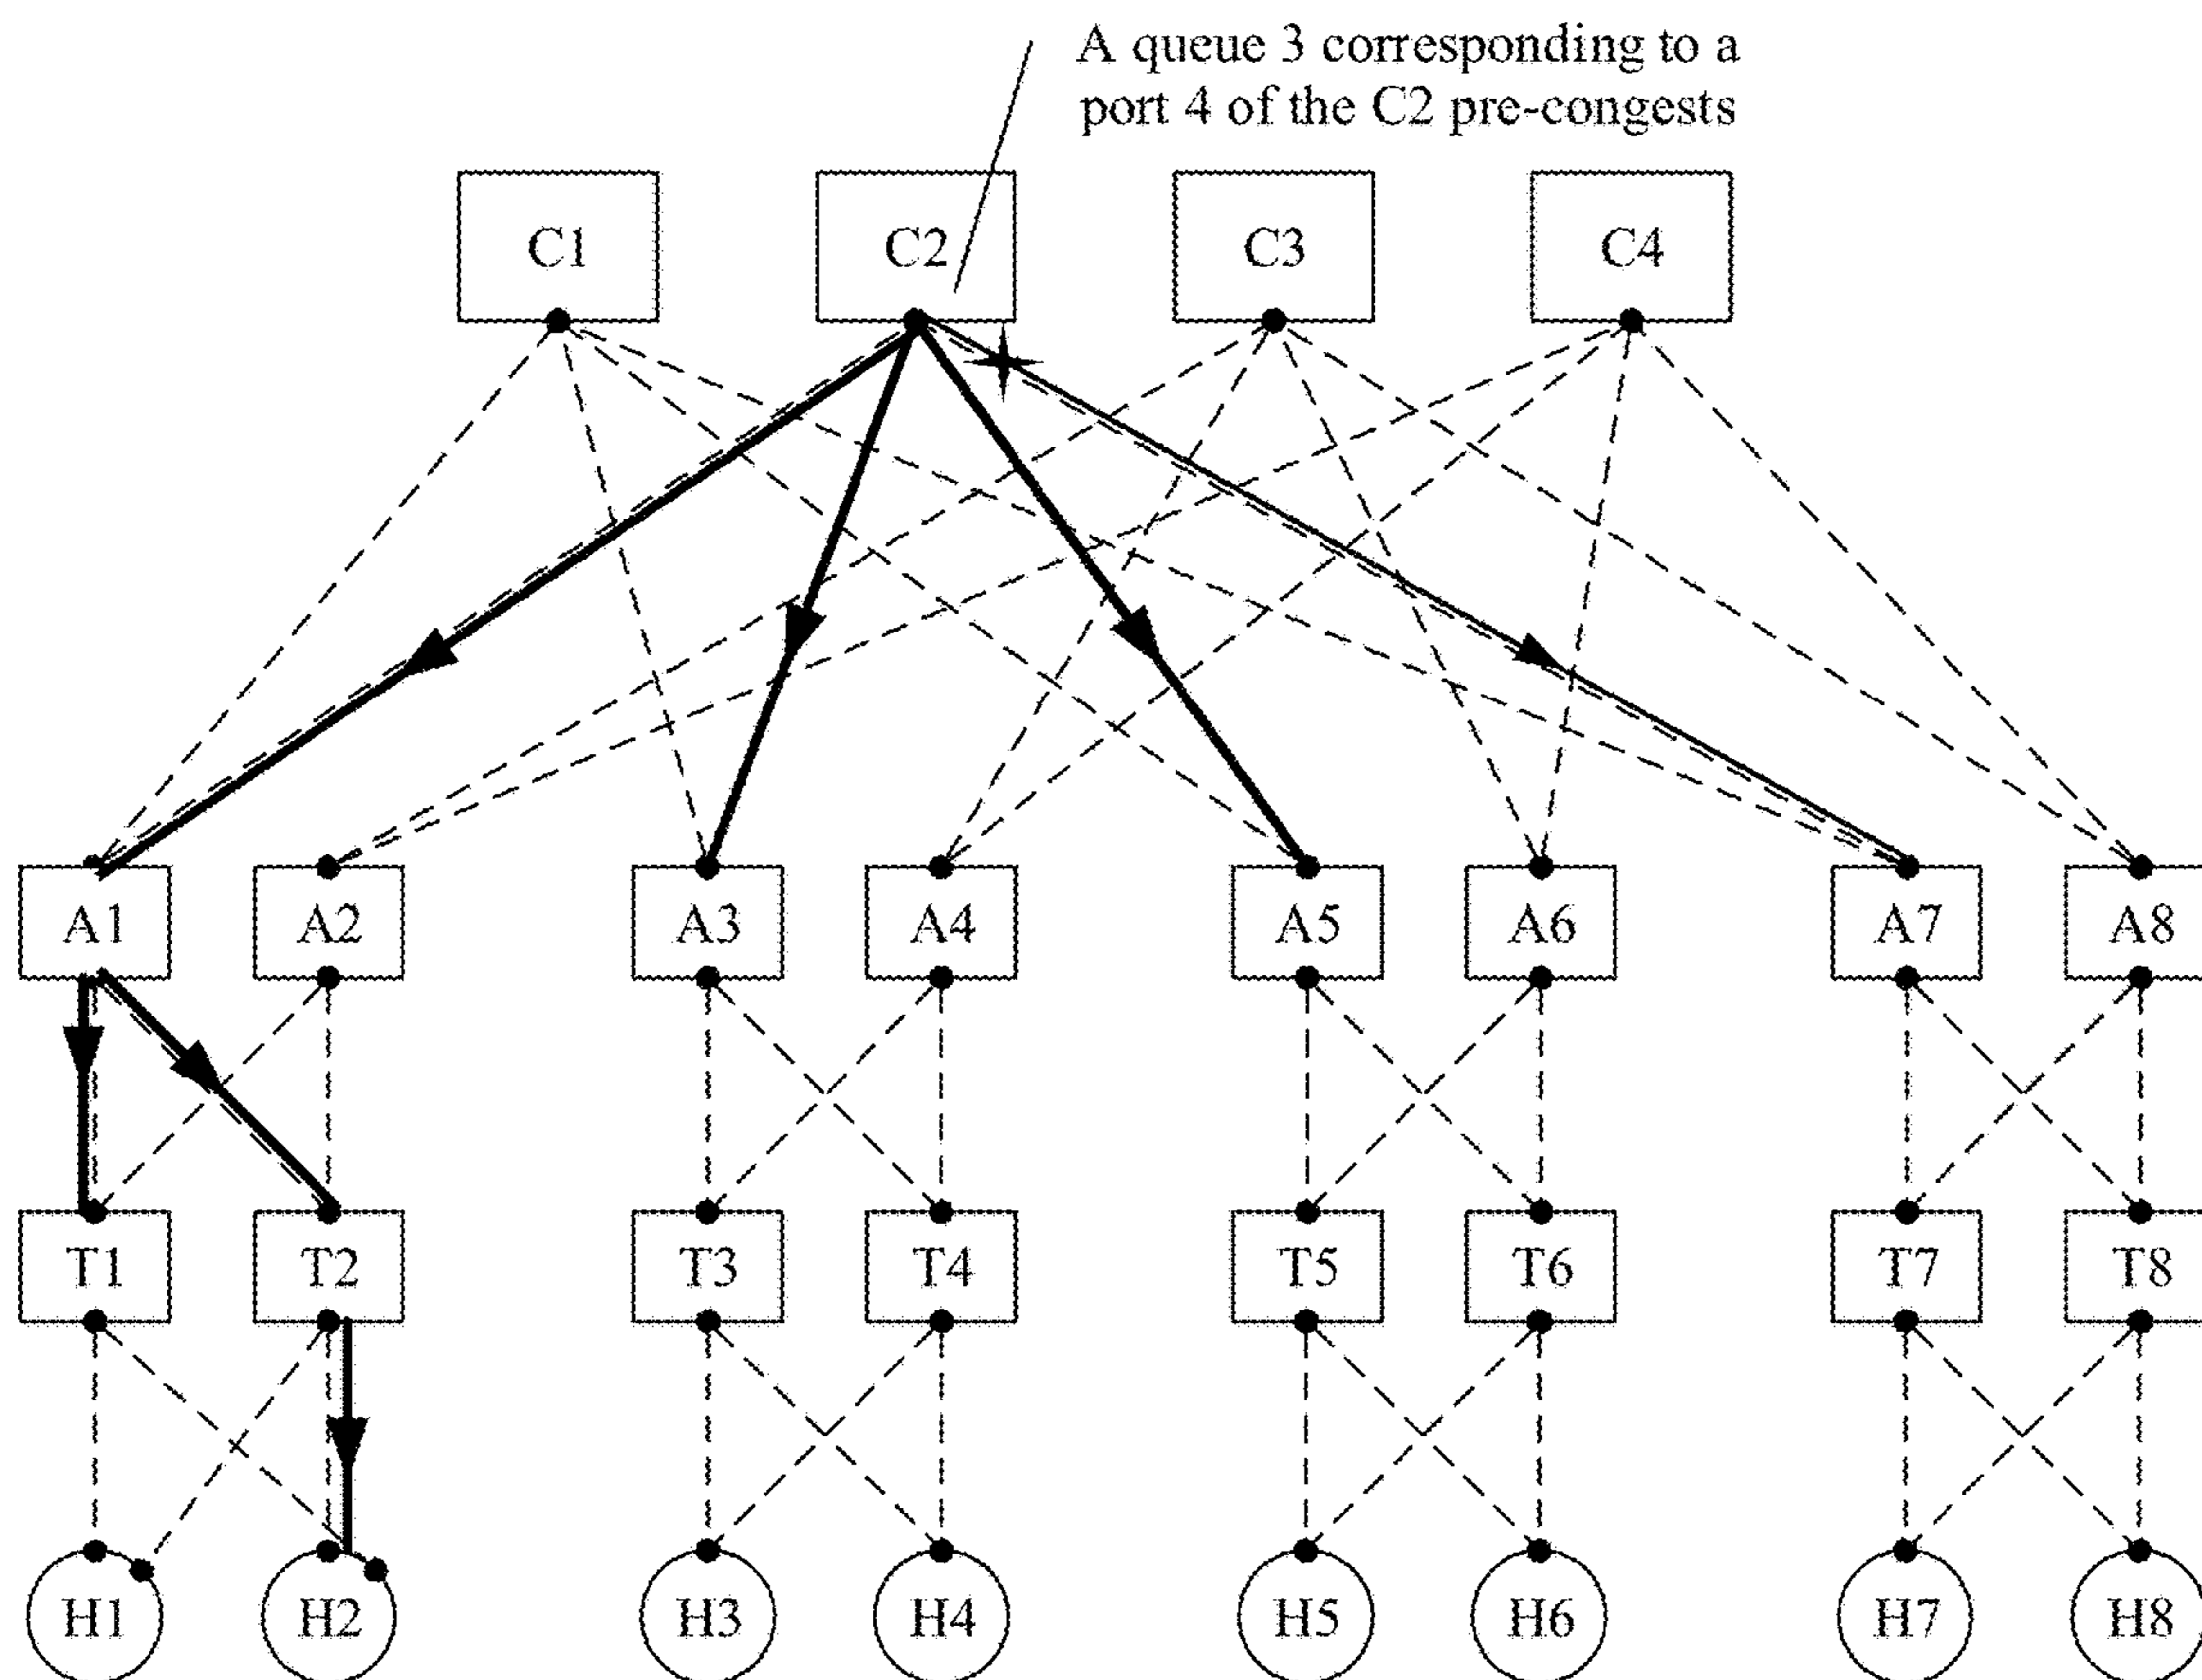 A queue 3 corresponding to a
port 4 of the C2 pre-congests
C1 C2 C3 C4
A1 A2 A3 A4 A5 A6 A7 A8
T1 T2 T3 T4 T5 T6 T7 T8
H1 H2 H3 H4 H5 H6 H7 H8